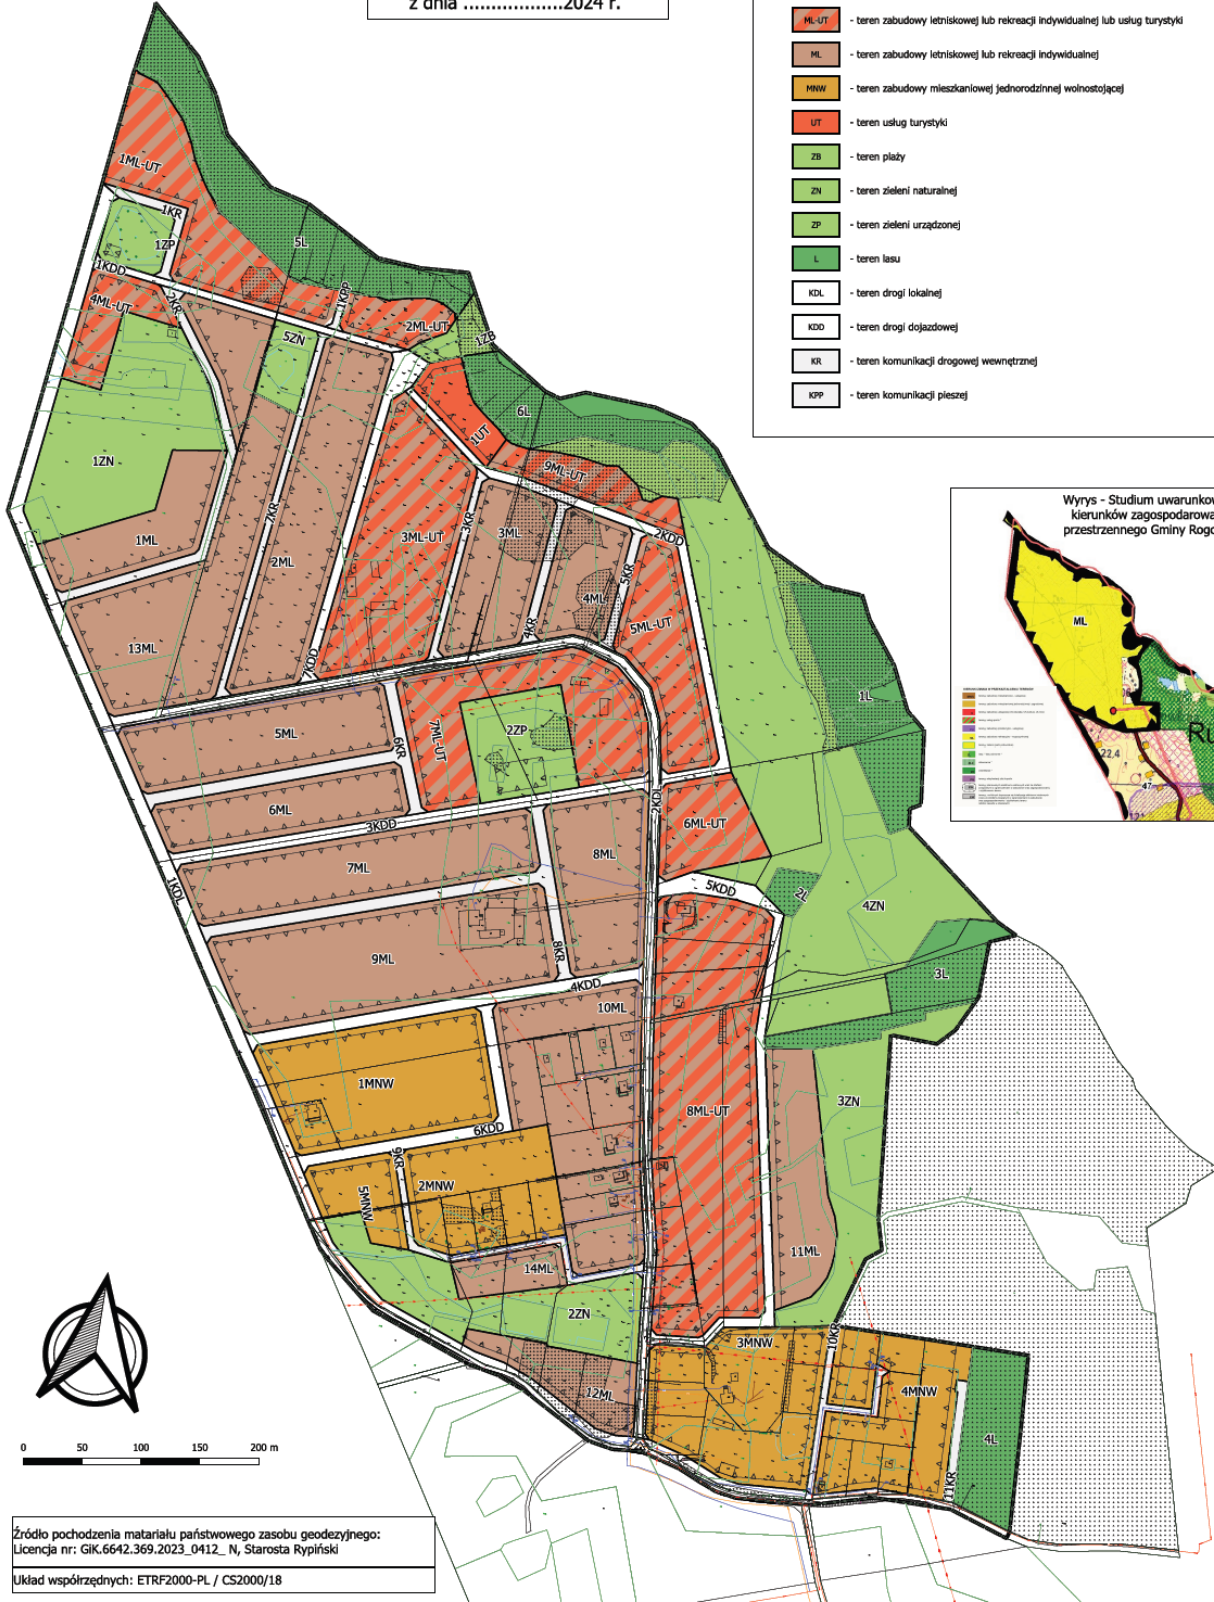 z dnia ..................2024 r.
ML-UT - teren zabudowy letniskowej lub rekreacji indywidualnej lub usług turystyki
ML - teren zabudowy letniskowej lub rekreacji indywidualnej
MNW - teren zabudowy mieszkaniowej jednorodzinnej wolnostojącej
UT - teren usług turystyki
ZB - teren plaży
ZN - teren zieleni naturalnej
ZP - teren zieleni urządzonej
L - teren lasu
KDL - teren drogi lokalnej
KDD - teren drogi dojazdowej
KR - teren komunikacji drogowej wewnętrznej
KPP - teren komunikacji pieszej
1ML-UT
1KR
1ZP
5L
1KDD
1KPP
4ML-UT
2KR
2ML-UT
5ZN
1ZB
6L
1UT
1ZN
9ML-UT
7KR
3KR
3ML
1ML
3ML-UT
2KDD
2ML
5KR
4ML
4KR
5ML-UT
13ML
7KDD
1L
5ML
6KR
7ML-UT
2ZP
6ML
2KDL
3KDD
6ML-UT
8ML
7ML
1KDL
5KDD
2L
4ZN
9ML
8KR
3L
4KDD
10ML
1MNW
3ZN
8ML-UT
6KDD
9KR
2MNW
5MNW
11ML
14ML
2ZN
3MNW
10KR
12ML
4MNW
4L
11KR
Wyrys - Studium uwarunkow
kierunków zagospodarowa
przestrzennego Gminy Rogo
ML
Ru
22.4
47
121
0 50 100 150 200 m
Źródło pochodzenia matariału państwowego zasobu geodezyjnego:
Licencja nr: GiK.6642.369.2023_0412_ N, Starosta Rypiński
Układ współrzędnych: ETRF2000-PL / CS2000/18